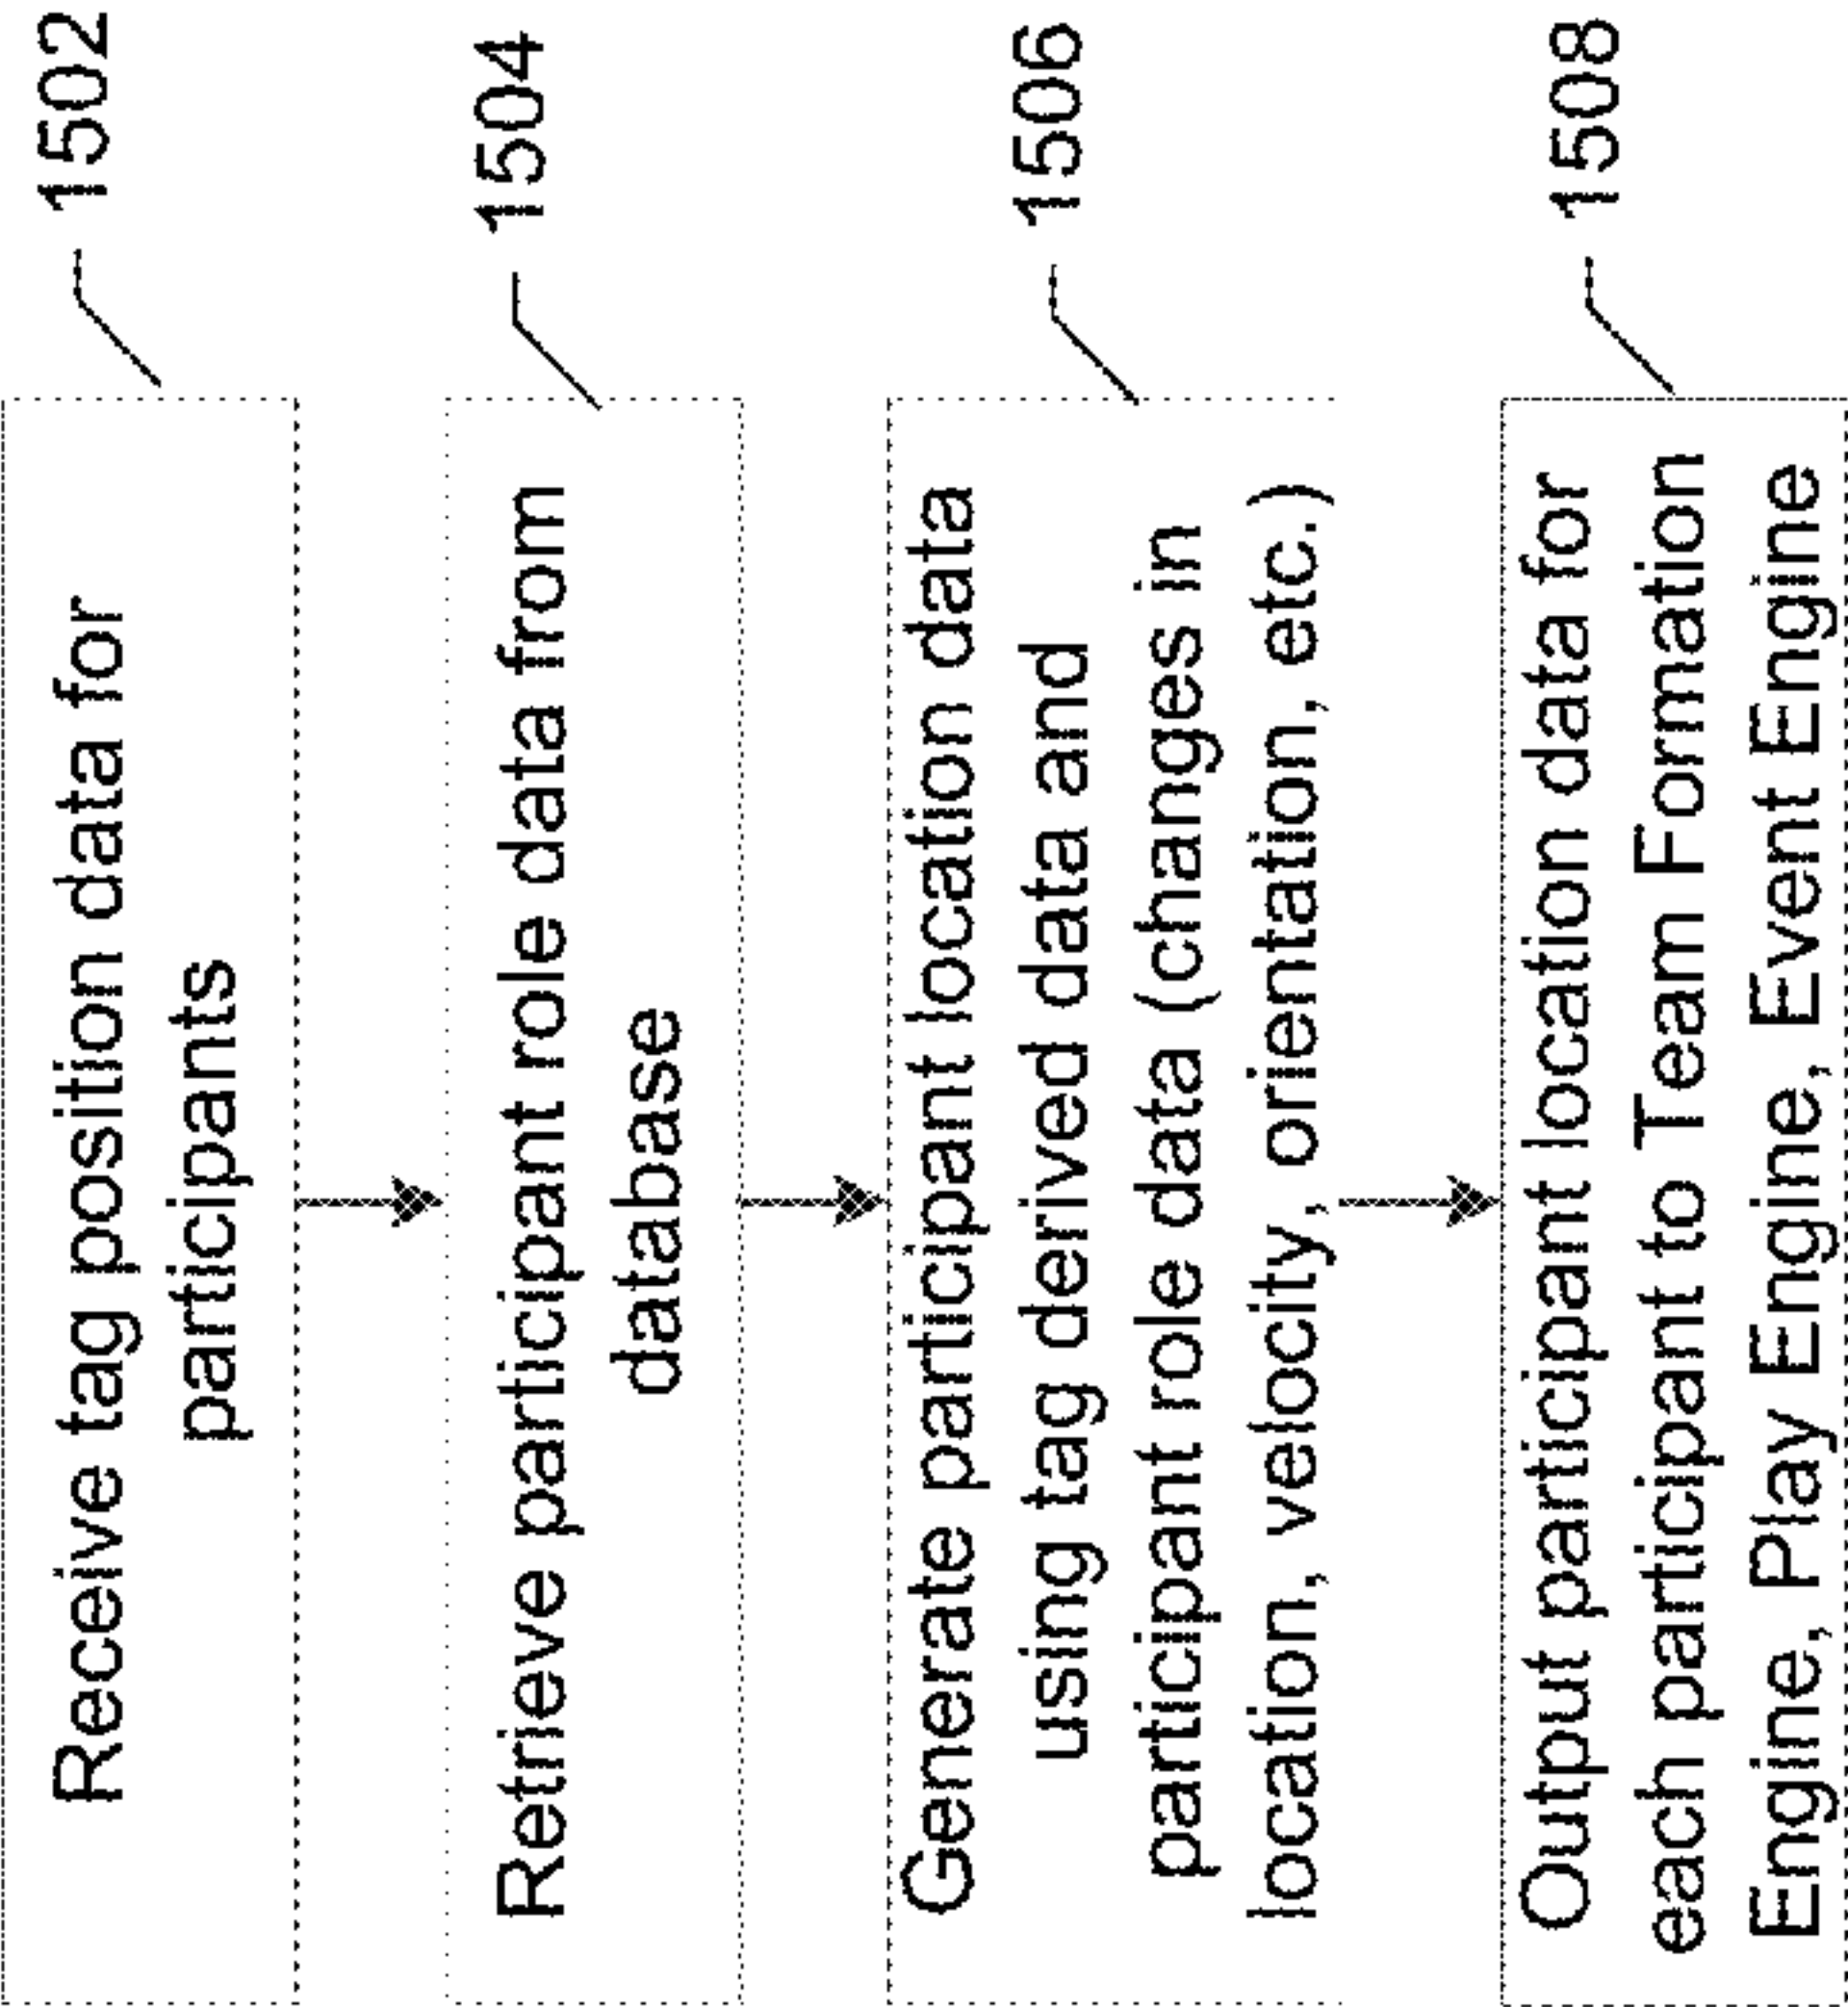 Receive tag position data for
participants
1502
Retrieve participant role data from
database
1504
Generate participant location data
using tag derived data and
participant role data (changes in
location, velocity, orientation, etc.)
1506
Output participant location data for
each participant to Team Formation
Engine, Play Engine, Event Engine
1508